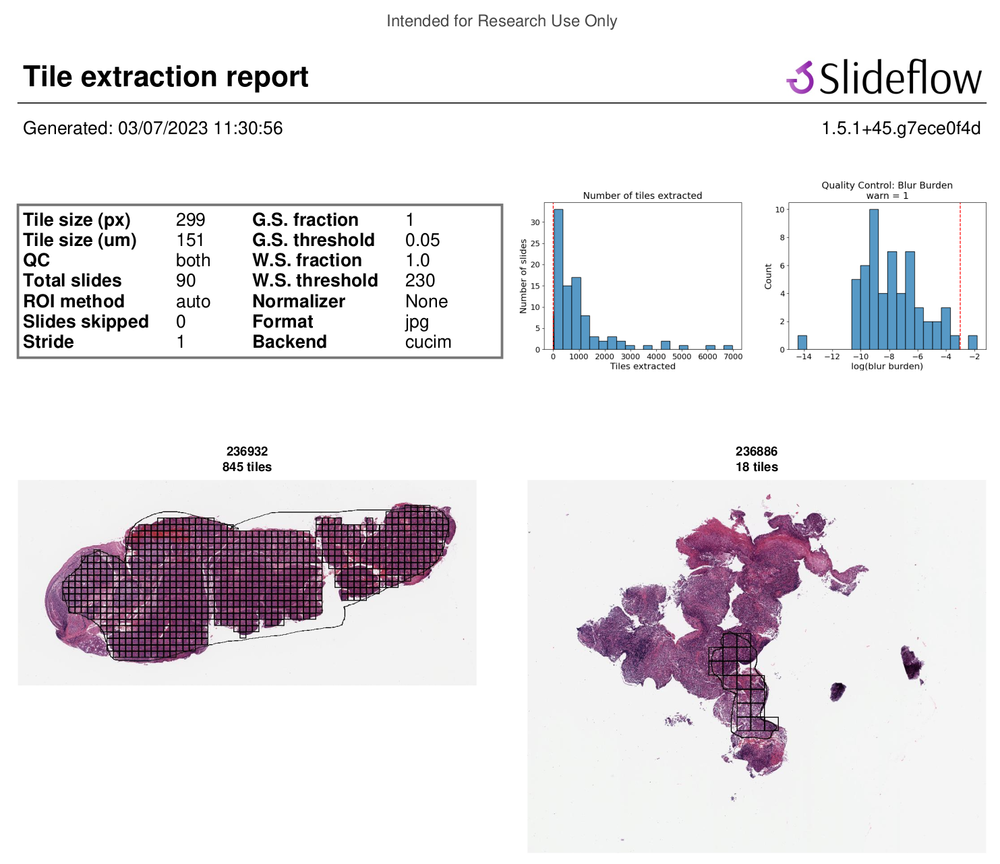 Intended for Research Use Only
Tile extraction report
Slideflow
Generated: 03/07/2023 11:30:56
1.5.1+45.g7ece0f4d
Tile size (px) 299 G.S. fraction 1
Tile size (um) 151 G.S. threshold 0.05
QC both W.S. fraction 1.0
Total slides 90 W.S. threshold 230
ROI method auto Normalizer None
Slides skipped 0 Format jpg
Stride 1 Backend cucim
Number of tiles extracted
Number of slides
30
25
20
15
10
5
0
0 1000 2000 3000 4000 5000 6000 7000
Tiles extracted
Quality Control: Blur Burden
warn = 1
Count
10
8
6
4
2
0
−14 −12 −10 −8 −6 −4 −2
log(blur burden)
236932
845 tiles
236886
18 tiles